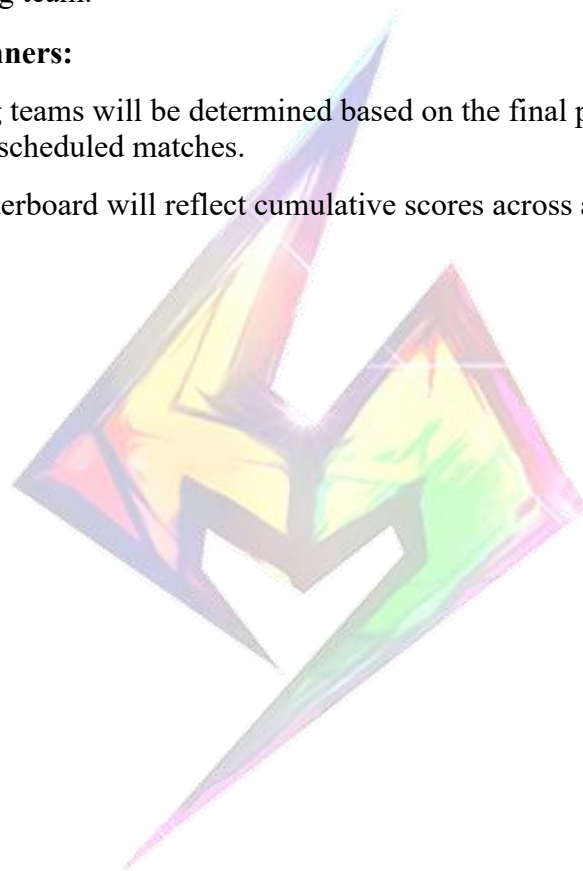 g team.
nners:
g teams will be determined based on the final p
scheduled matches.
erboard will reflect cumulative scores across a